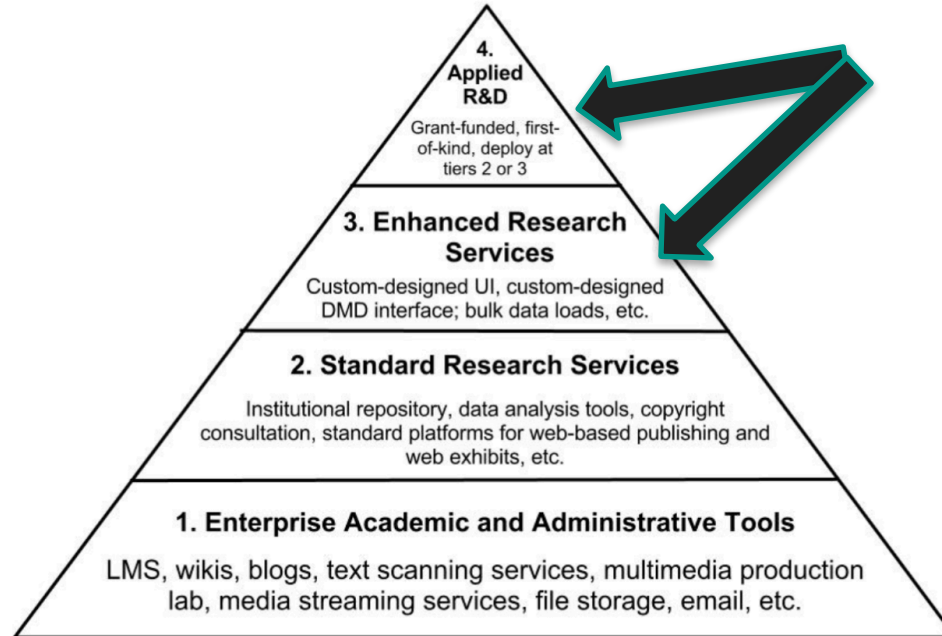 4.
Applied
R&D
Grant-funded, first-
of-kind, deploy at
tiers 2 or 3
3. Enhanced Research
Services
Custom-designed UI, custom-designed
DMD interface; bulk data loads, etc.
2. Standard Research Services
Institutional repository, data analysis tools, copyright
consultation, standard platforms for web-based publishing and
web exhibits, etc.
1. Enterprise Academic and Administrative Tools
LMS, wikis, blogs, text scanning services, multimedia production
lab, media streaming services, file storage, email, etc.